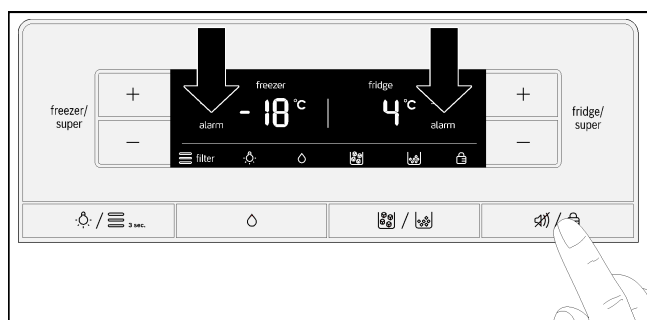 freezer/
super
+
−
freezer
fridge
alarm
-18°C
4°C
alarm
filter
+
−
fridge/
super
/
3 sec.
/
/